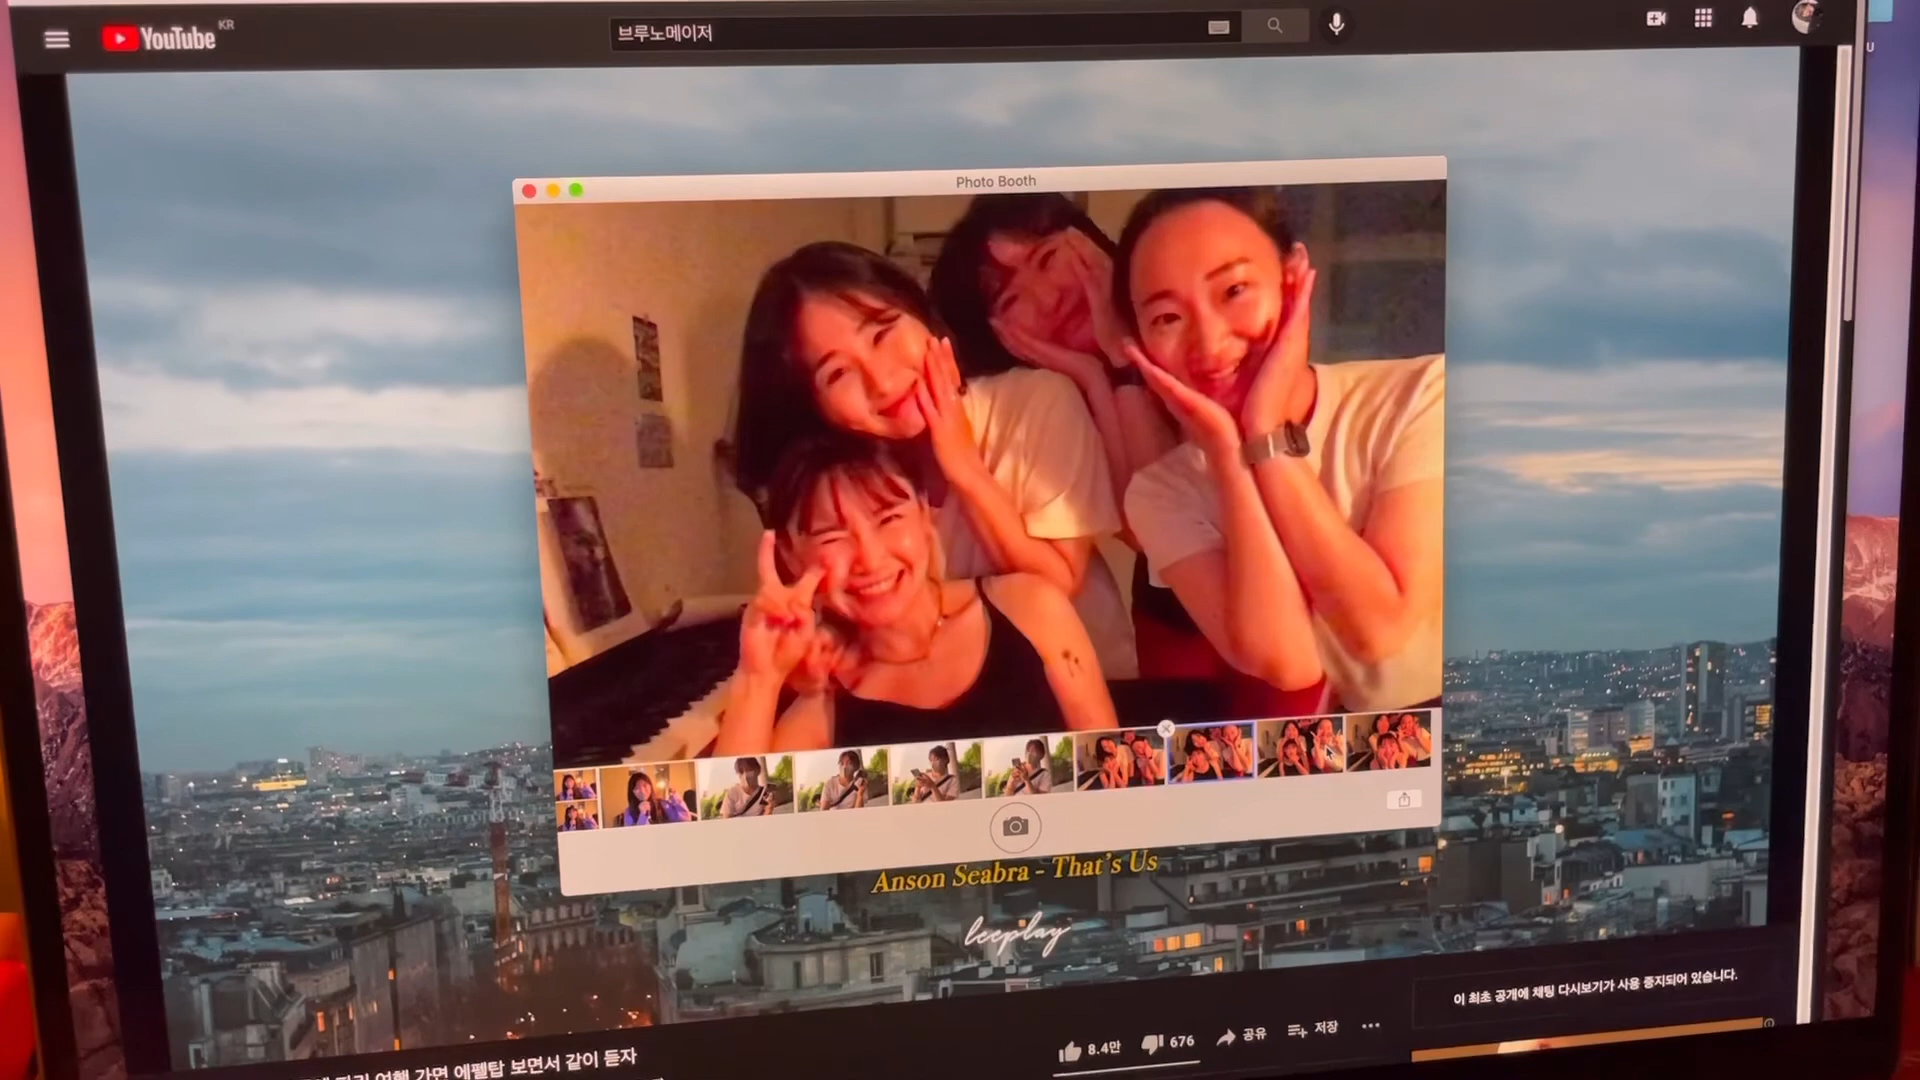 YouTube KR
브루노메이저
U
Photo Booth
Anson Seabra - That's Us
leeplay
이 최초 공개에 채팅 다시보기가 사용 중지되어 있습니다.
8.4만 676 공유 저장
여행 가면 에펠탑 보면서 같이 듣자